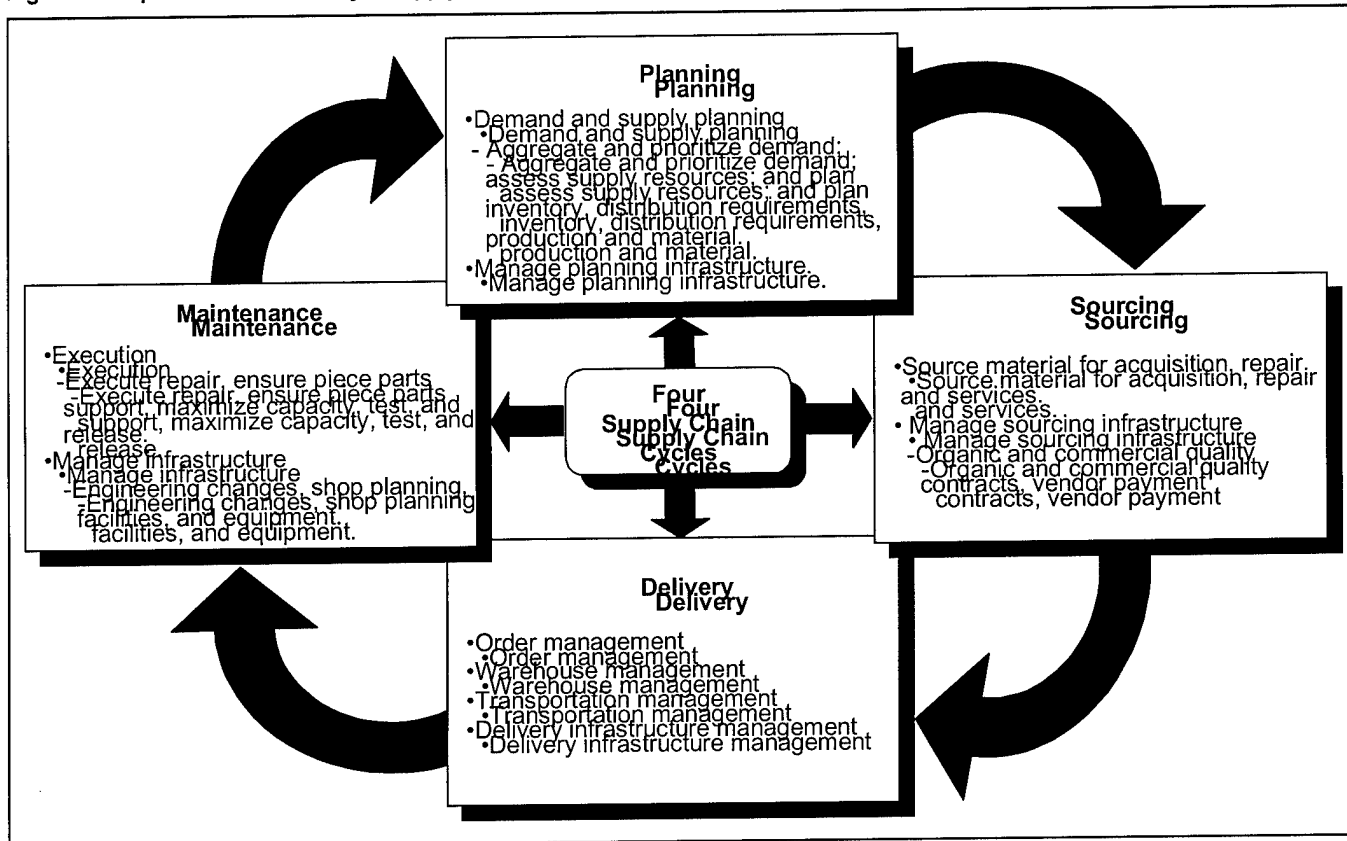 Planning
•Demand and supply planning
- Aggregate and prioritize demand;
assess supply resources; and plan
inventory, distribution requirements,
production and material.
•Manage planning infrastructure.
Maintenance
•Execution
-Execute repair, ensure piece parts
support, maximize capacity, test, and
release.
•Manage infrastructure
-Engineering changes, shop planning,
facilities, and equipment.
Four
Supply Chain
Cycles
Sourcing
•Source material for acquisition, repair
and services.
• Manage sourcing infrastructure
-Organic and commercial quality
contracts, vendor payment
Delivery
•Order management
•Warehouse management
•Transportation management
•Delivery infrastructure management